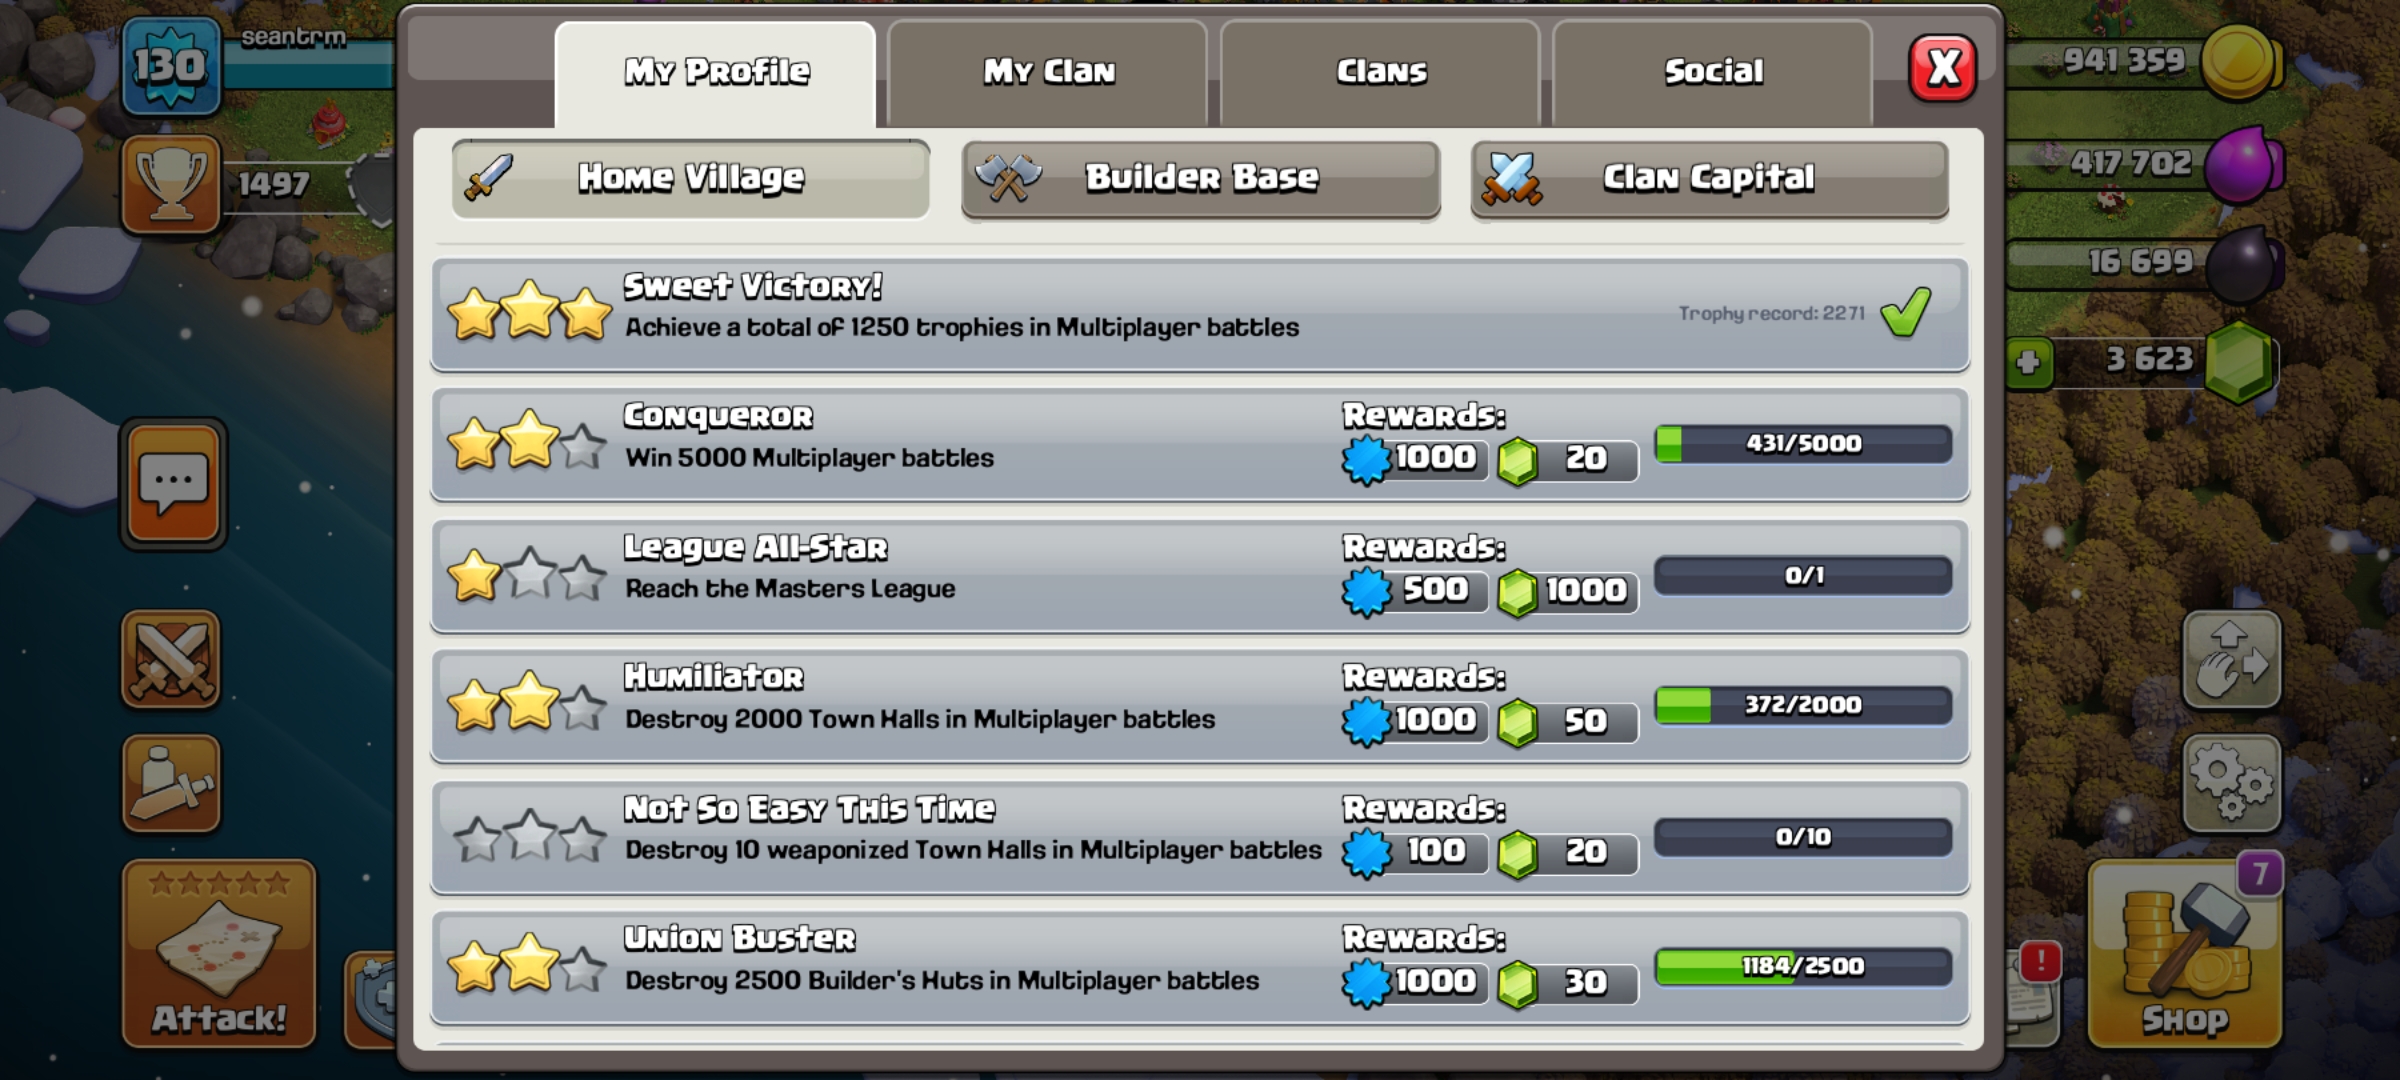 130
seantrm
1497
My Profile
My Clan
Clans
Social
X
941 359
417 702
16 699
3 623
Home Village
Builder Base
Clan Capital
Sweet Victory!
Achieve a total of 1250 trophies in Multiplayer battles
Trophy record: 2271
Conqueror
Win 5000 Multiplayer battles
Rewards:
1000
20
431/5000
League All-Star
Reach the Masters League
Rewards:
500
1000
0/1
Humiliator
Destroy 2000 Town Halls in Multiplayer battles
Rewards:
1000
50
372/2000
Not So Easy This Time
Destroy 10 weaponized Town Halls in Multiplayer battles
Rewards:
100
20
0/10
Union Buster
Destroy 2500 Builder's Huts in Multiplayer battles
Rewards:
1000
30
1184/2500
Attack!
!
7
Shop